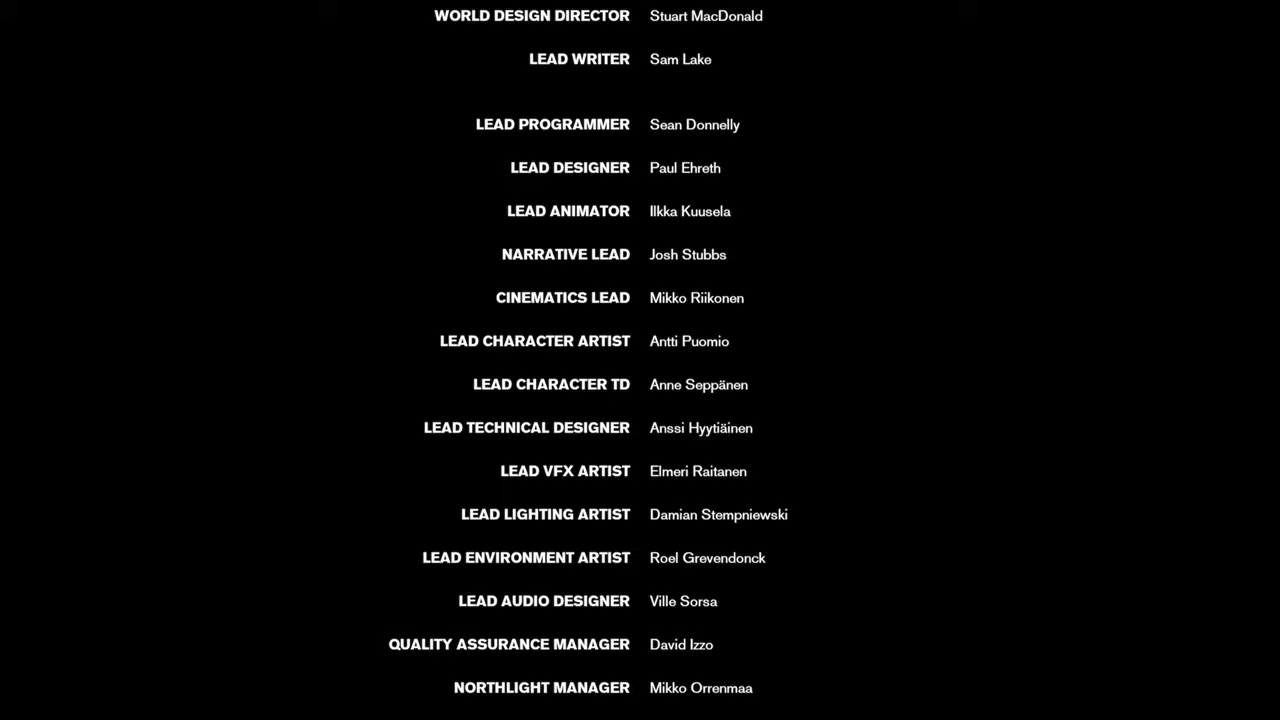 WORLD DESIGN DIRECTOR Stuart MacDonald
LEAD WRITER Sam Lake
LEAD PROGRAMMER Sean Donnelly
LEAD DESIGNER Paul Ehreth
LEAD ANIMATOR Ilkka Kuusela
NARRATIVE LEAD Josh Stubbs
CINEMATICS LEAD Mikko Riikonen
LEAD CHARACTER ARTIST Antti Puomio
LEAD CHARACTER TD Anne Seppänen
LEAD TECHNICAL DESIGNER Anssi Hyytiäinen
LEAD VFX ARTIST Elmeri Raitanen
LEAD LIGHTING ARTIST Damian Stempniewski
LEAD ENVIRONMENT ARTIST Roel Grevendonck
LEAD AUDIO DESIGNER Ville Sorsa
QUALITY ASSURANCE MANAGER David Izzo
NORTHLIGHT MANAGER Mikko Orrenmaa